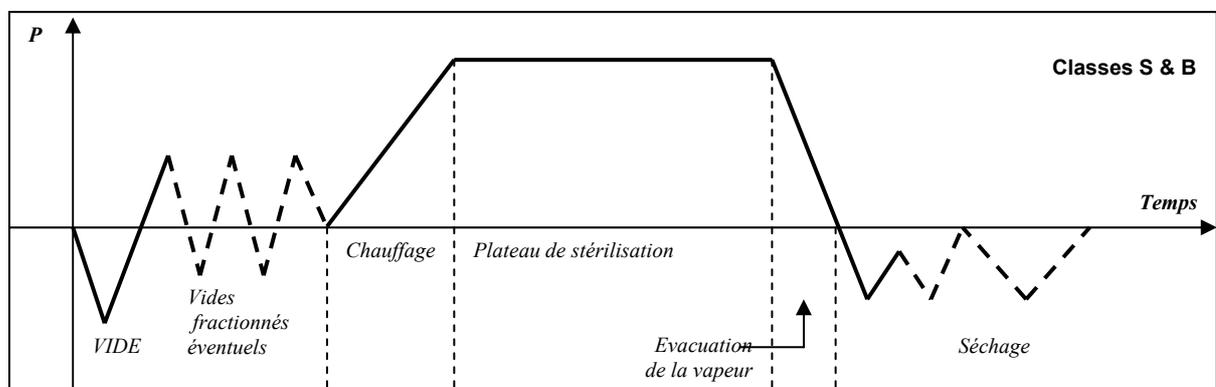 P
Classes S & B
Temps
Chauffage
Plateau de stérilisation
Vides
fractionnés
éventuels
VIDE
Evacuation
de la vapeur
Séchage